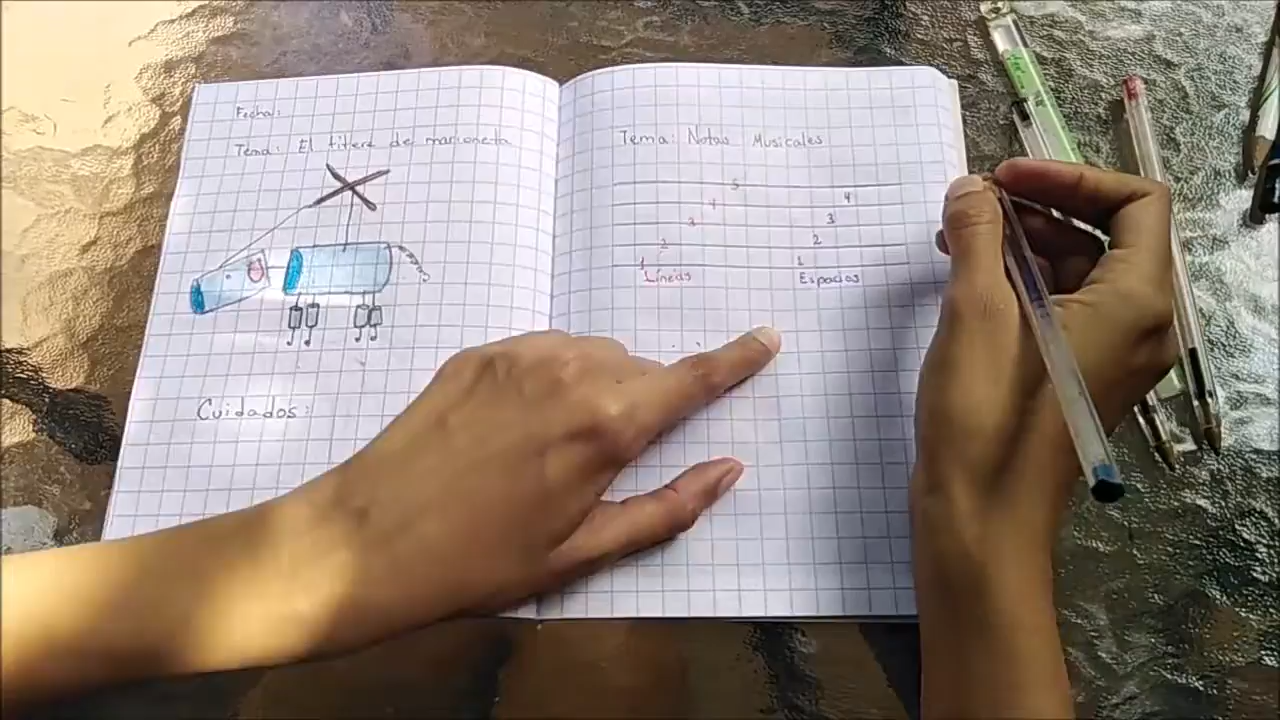 Fecha:
Tema: El títere de marioneta
Cuidados:
Tema: Notas Musicales
5
4
3
2
1
Líneas
4
3
2
1
Espacios